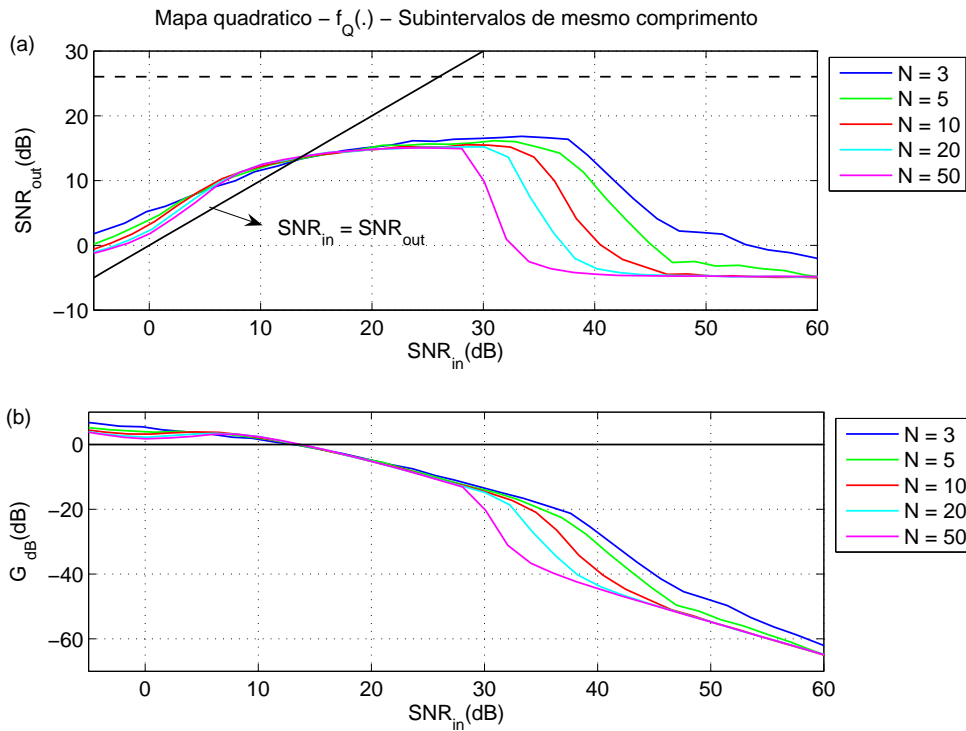 Mapa quadratico − f_Q(.) − Subintervalos de mesmo comprimento
(a)
30
20
10
0
−10
SNR_out(dB)
SNR_in = SNR_out
0 10 20 30 40 50 60
SNR_in(dB)
N = 3
N = 5
N = 10
N = 20
N = 50
(b)
0
−20
−40
−60
G_dB(dB)
0 10 20 30 40 50 60
SNR_in(dB)
N = 3
N = 5
N = 10
N = 20
N = 50